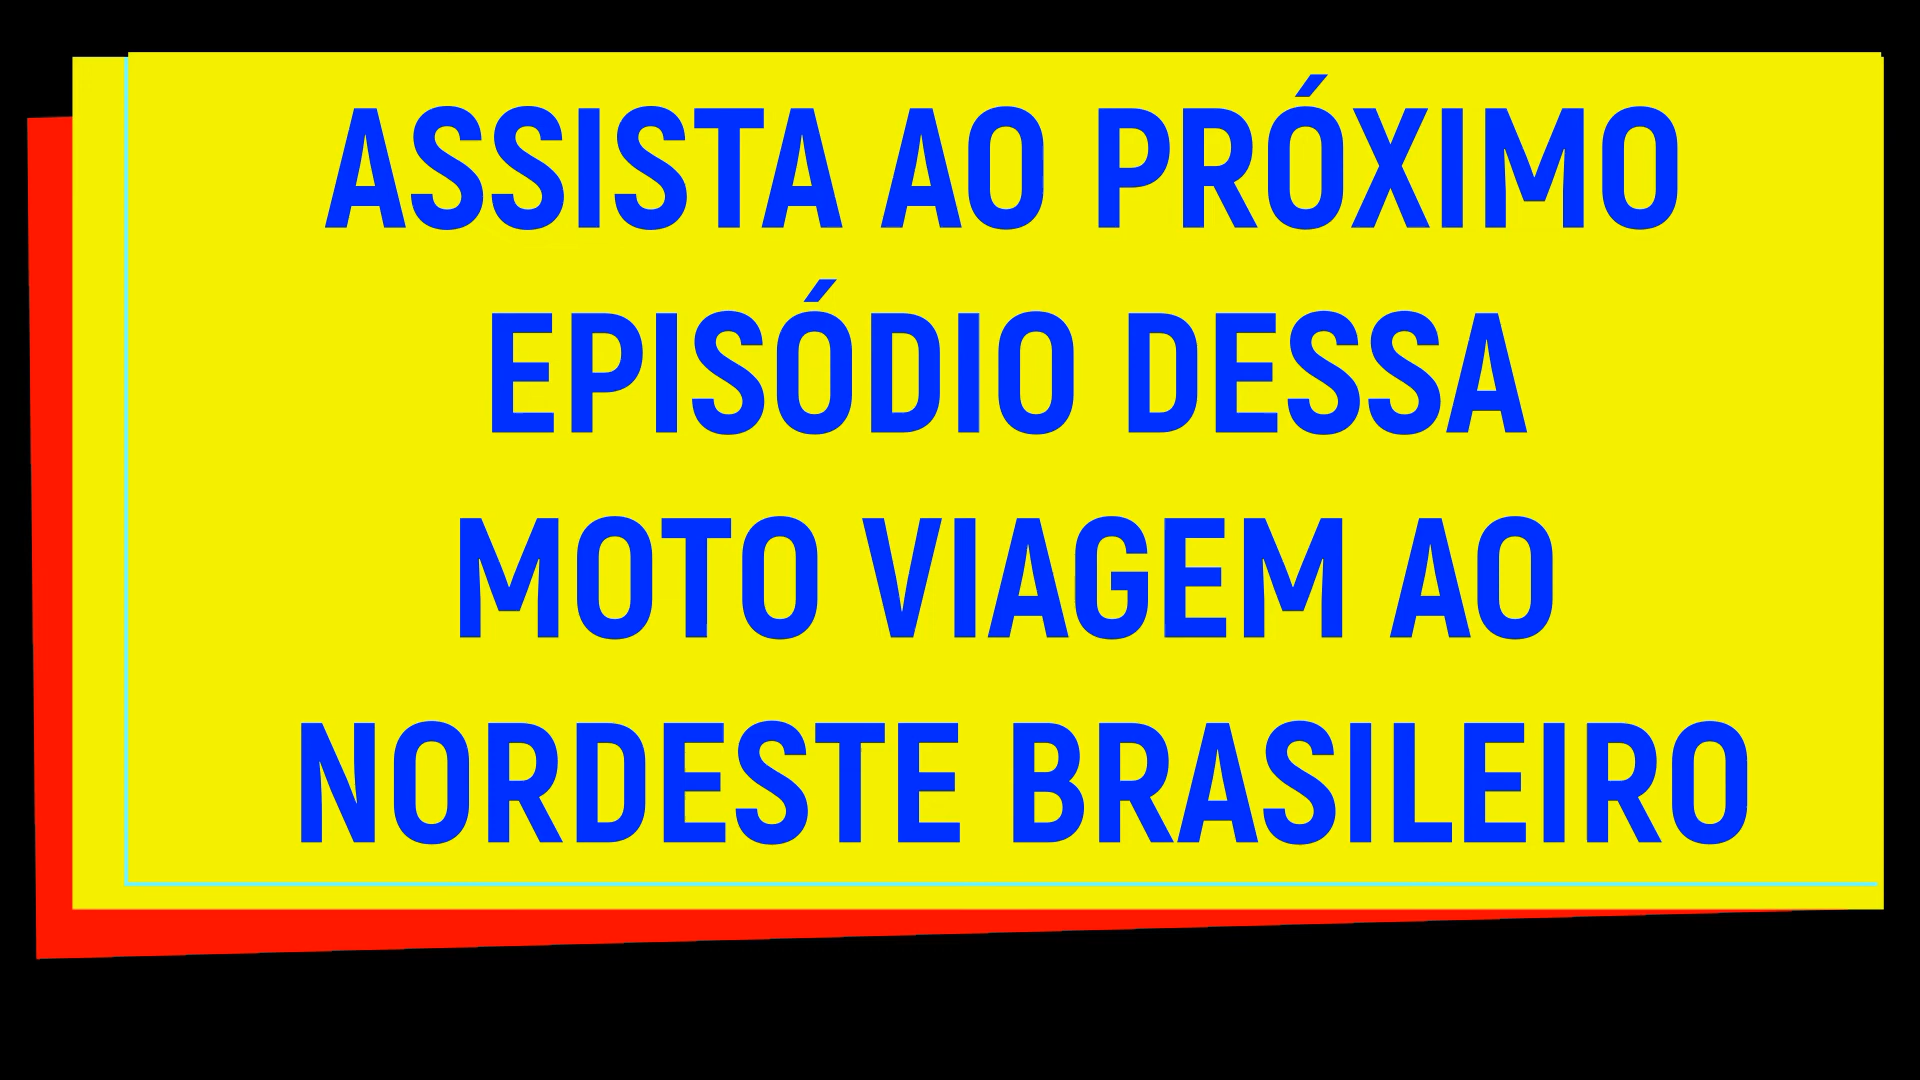 ASSISTA AO PRÓXIMO
EPISÓDIO DESSA
MOTO VIAGEM AO
NORDESTE BRASILEIRO